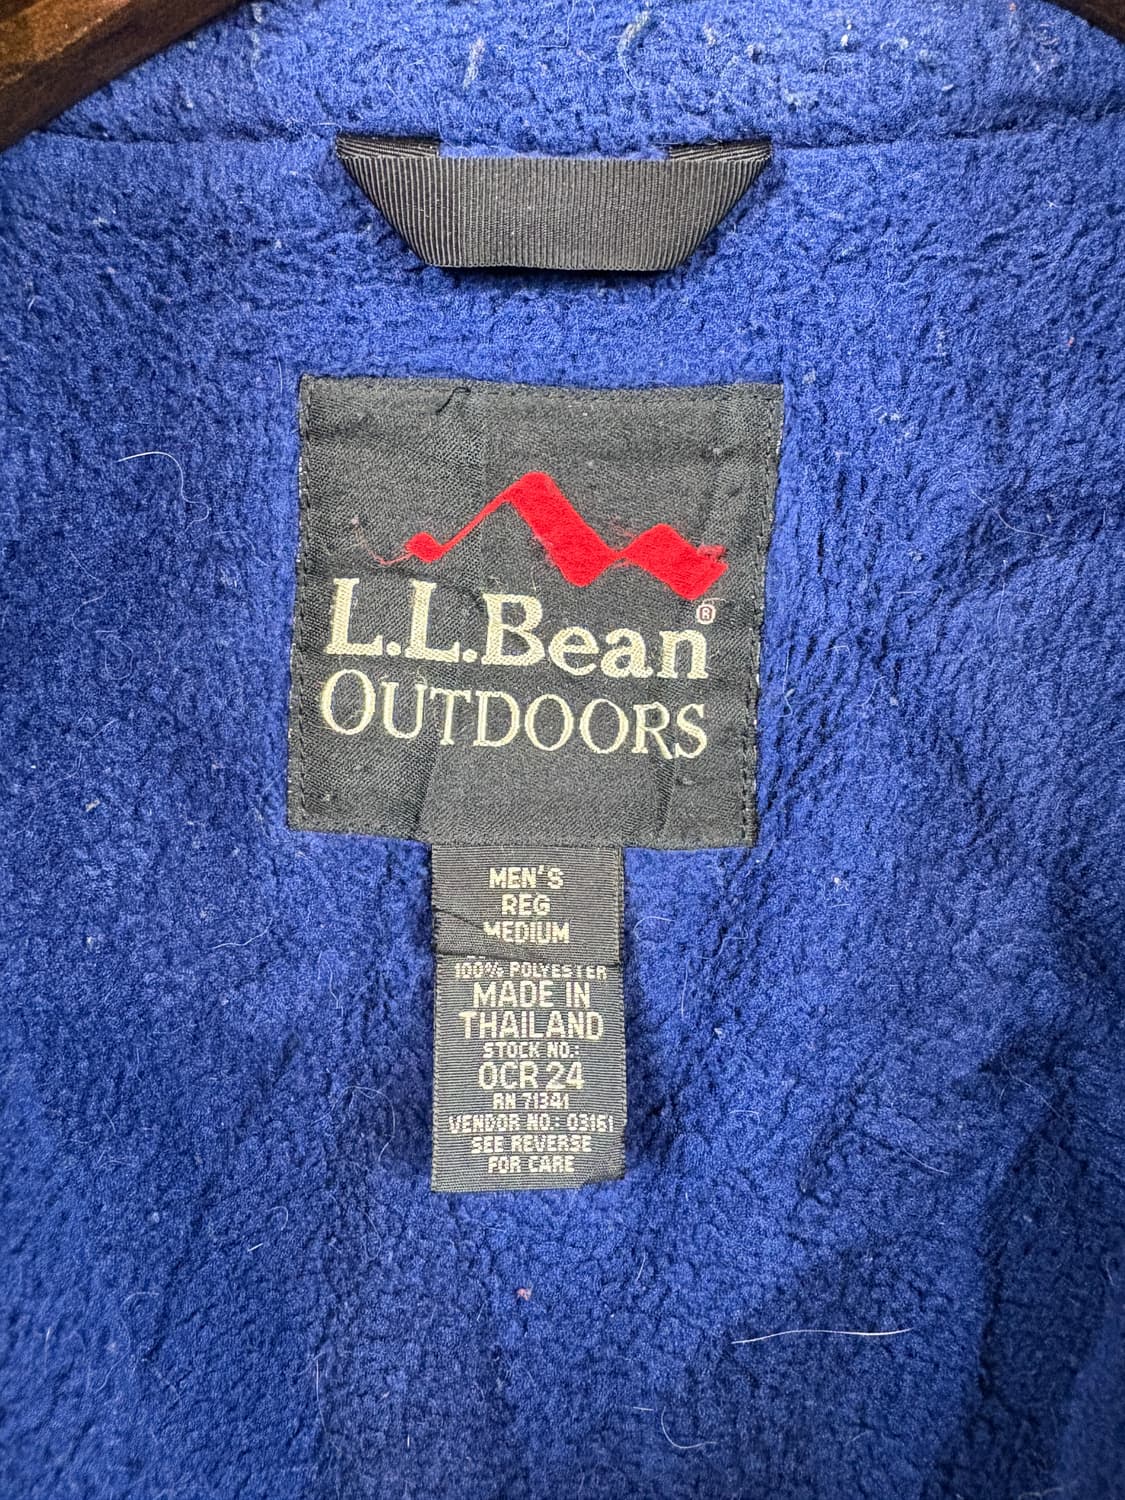 L.L.Bean®
OUTDOORS
MEN'S
REG
MEDIUM
100% POLYESTER
MADE IN
THAILAND
STOCK NO.:
OCR 24
RN 71341
VENDOR NO.: 03161
SEE REVERSE
FOR CARE